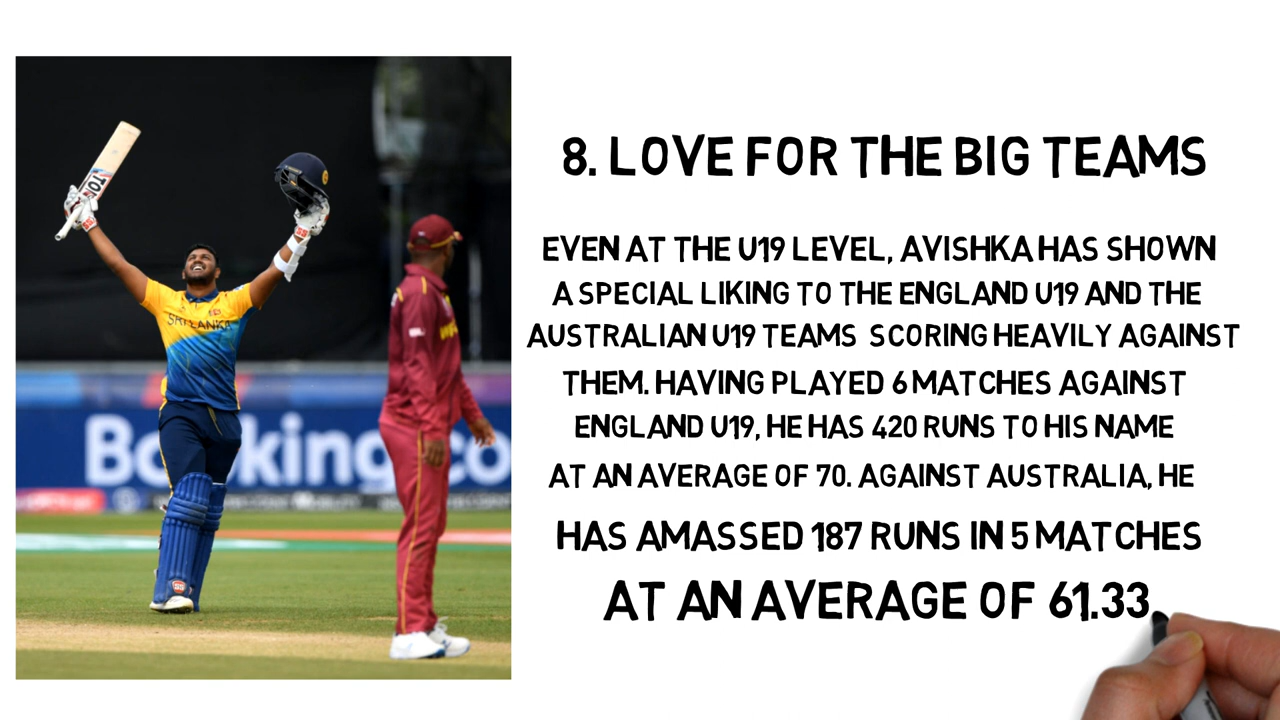 8. LOVE FOR THE BIG TEAMS
EVEN AT THE U19 LEVEL, AVISHKA HAS SHOWN
A SPECIAL LIKING TO THE ENGLAND U19 AND THE
AUSTRALIAN U19 TEAMS SCORING HEAVILY AGAINST
THEM. HAVING PLAYED 6 MATCHES AGAINST
ENGLAND U19, HE HAS 420 RUNS TO HIS NAME
AT AN AVERAGE OF 70. AGAINST AUSTRALIA, HE
HAS AMASSED 187 RUNS IN 5 MATCHES
AT AN AVERAGE OF 61.33
TON
SS
SRI LANKA
Booking.co